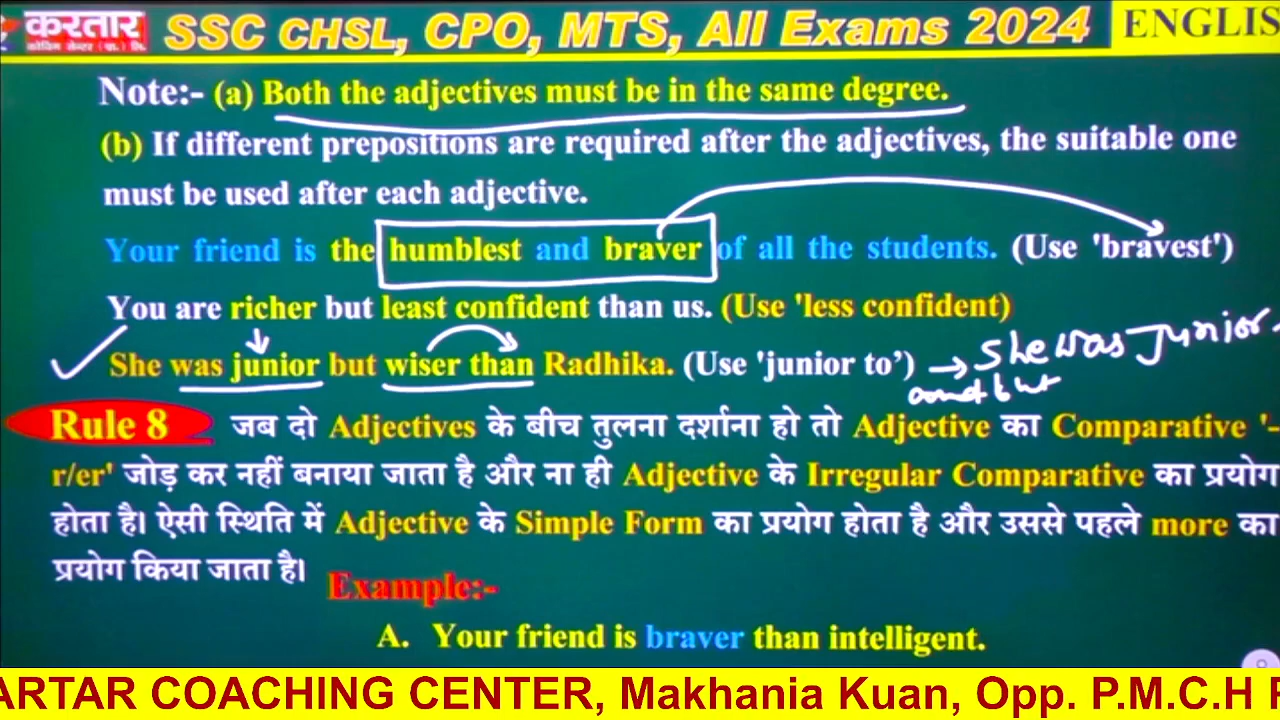 करतार
कोचिंग सेन्टर (प्रा.) लि.
SSC CHSL, CPO, MTS, All Exams 2024
ENGLIS
Note:- (a) Both the adjectives must be in the same degree.
(b) If different prepositions are required after the adjectives, the suitable one
must be used after each adjective.
Your friend is the humblest and braver of all the students. (Use 'bravest')
You are richer but least confident than us. (Use 'less confident)
She was junior but wiser than Radhika. (Use 'junior to') → She was Junior
and but
Rule 8 जब दो Adjectives के बीच तुलना दर्शाना हो तो Adjective का Comparative '-
r/er' जोड़ कर नहीं बनाया जाता है और ना ही Adjective के Irregular Comparative का प्रयोग
होता है। ऐसी स्थिति में Adjective के Simple Form का प्रयोग होता है और उससे पहले more का
प्रयोग किया जाता है।
Example:-
A. Your friend is braver than intelligent.
ARTAR COACHING CENTER, Makhania Kuan, Opp. P.M.C.H